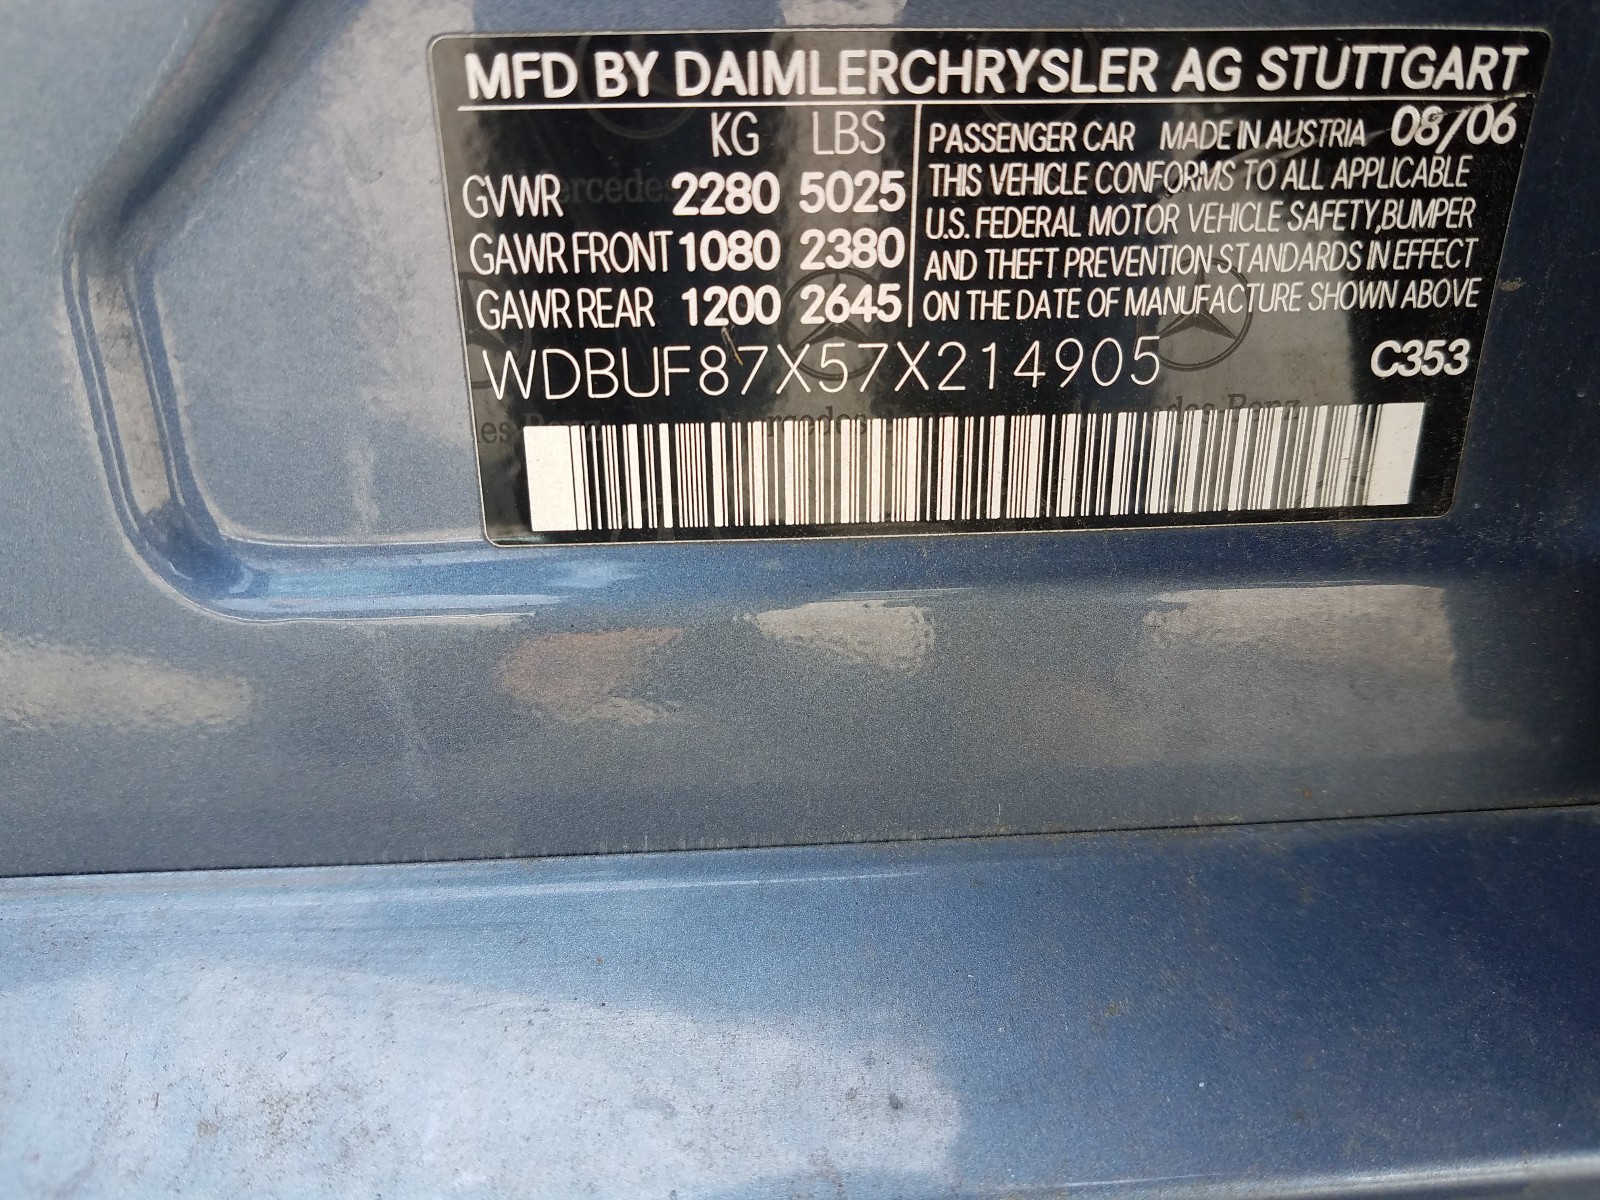 MFD BY DAIMLERCHRYSLER AG STUTTGART
KG LBS
GVWR 2280 5025
GAWR FRONT 1080 2380
GAWR REAR 1200 2645
PASSENGER CAR MADE IN AUSTRIA 08/06
THIS VEHICLE CONFORMS TO ALL APPLICABLE
U.S. FEDERAL MOTOR VEHICLE SAFETY, BUMPER
AND THEFT PREVENTION STANDARDS IN EFFECT
ON THE DATE OF MANUFACTURE SHOWN ABOVE
WDBUF87X57X214905 C353